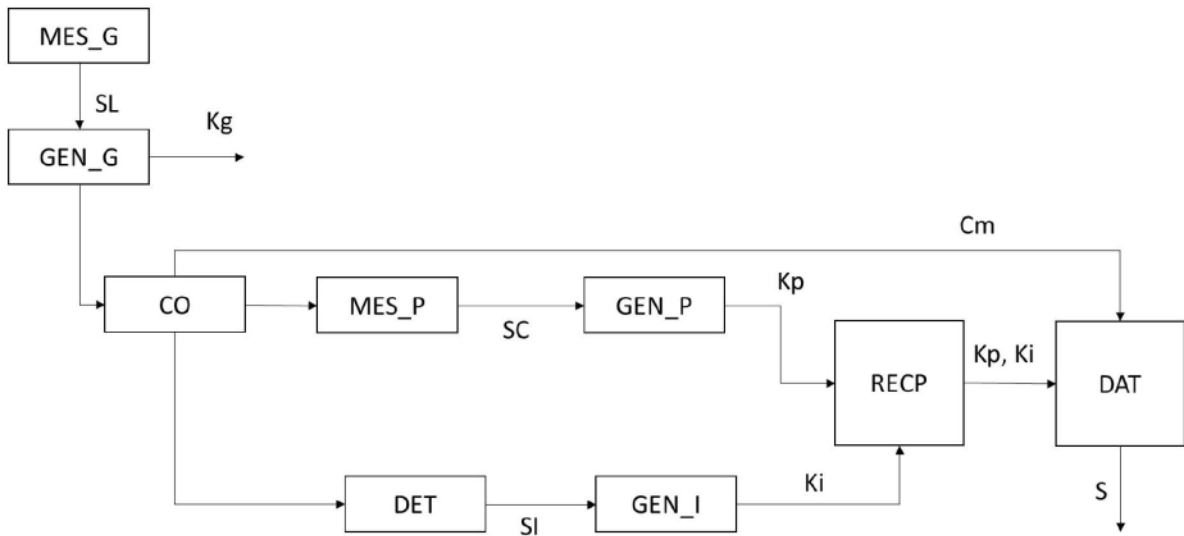 MES_G
SL
Kg
GEN_G
Cm
CO
MES_P
SC
GEN_P
Kp
RECP
Kp, Ki
DAT
DET
SI
GEN_I
Ki
S